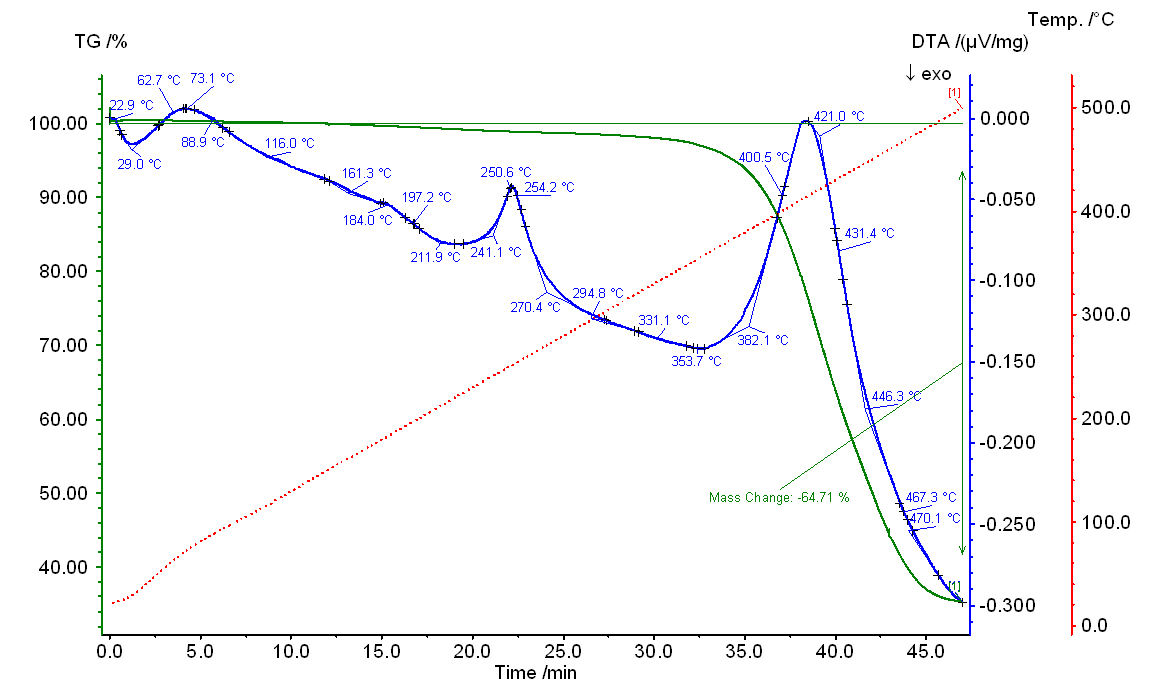 Temp. /°C
TG /%
DTA /(µV/mg)
↓ exo
[1]
62.7 °C
73.1 °C
22.9 °C
29.0 °C
88.9 °C
116.0 °C
161.3 °C
184.0 °C
197.2 °C
211.9 °C
241.1 °C
250.6 °C
254.2 °C
270.4 °C
294.8 °C
331.1 °C
353.7 °C
382.1 °C
400.5 °C
421.0 °C
431.4 °C
446.3 °C
467.3 °C
470.1 °C
Mass Change: -64.71 %
[1]
100.00
90.00
80.00
70.00
60.00
50.00
40.00
0.000
-0.050
-0.100
-0.150
-0.200
-0.250
-0.300
500.0
400.0
300.0
200.0
100.0
0.0
0.0 5.0 10.0 15.0 20.0 25.0 30.0 35.0 40.0 45.0
Time /min